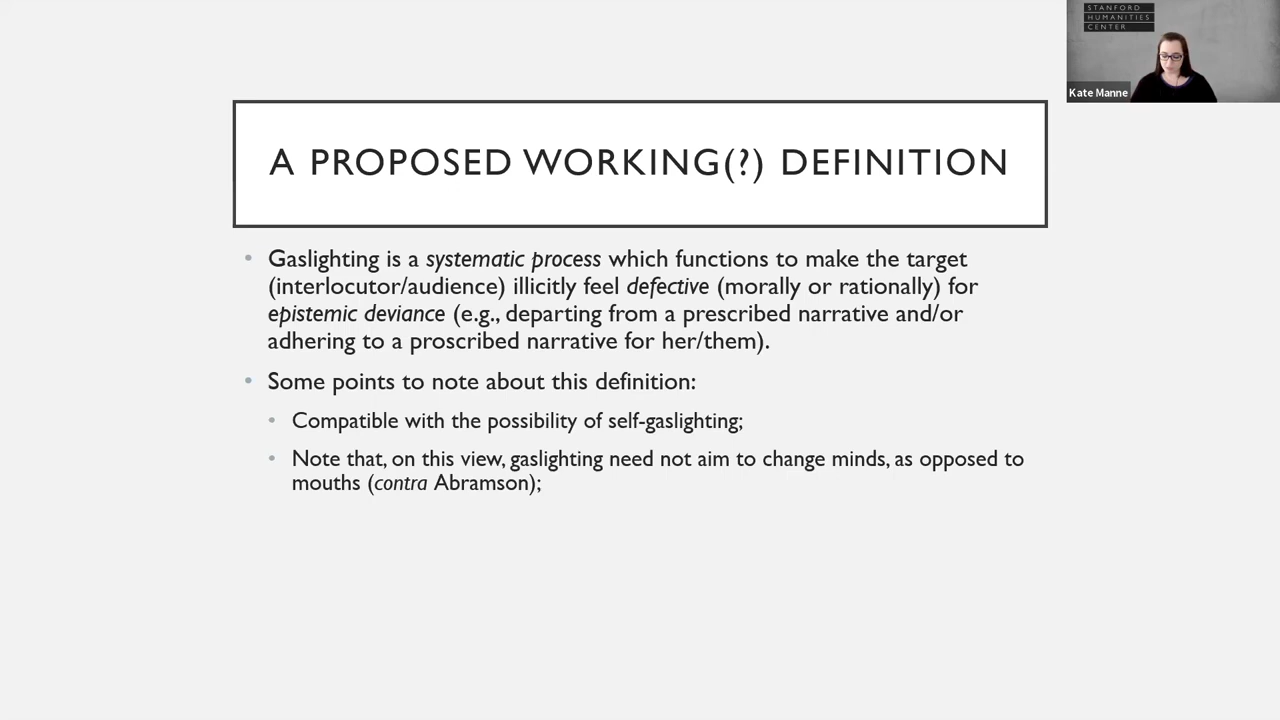 STANFORD
HUMANITIES
CENTER
Kate Manne
A PROPOSED WORKING(?) DEFINITION
• Gaslighting is a systematic process which functions to make the target
(interlocutor/audience) illicitly feel defective (morally or rationally) for
epistemic deviance (e.g., departing from a prescribed narrative and/or
adhering to a proscribed narrative for her/them).
• Some points to note about this definition:
• Compatible with the possibility of self-gaslighting;
• Note that, on this view, gaslighting need not aim to change minds, as opposed to
mouths (contra Abramson);